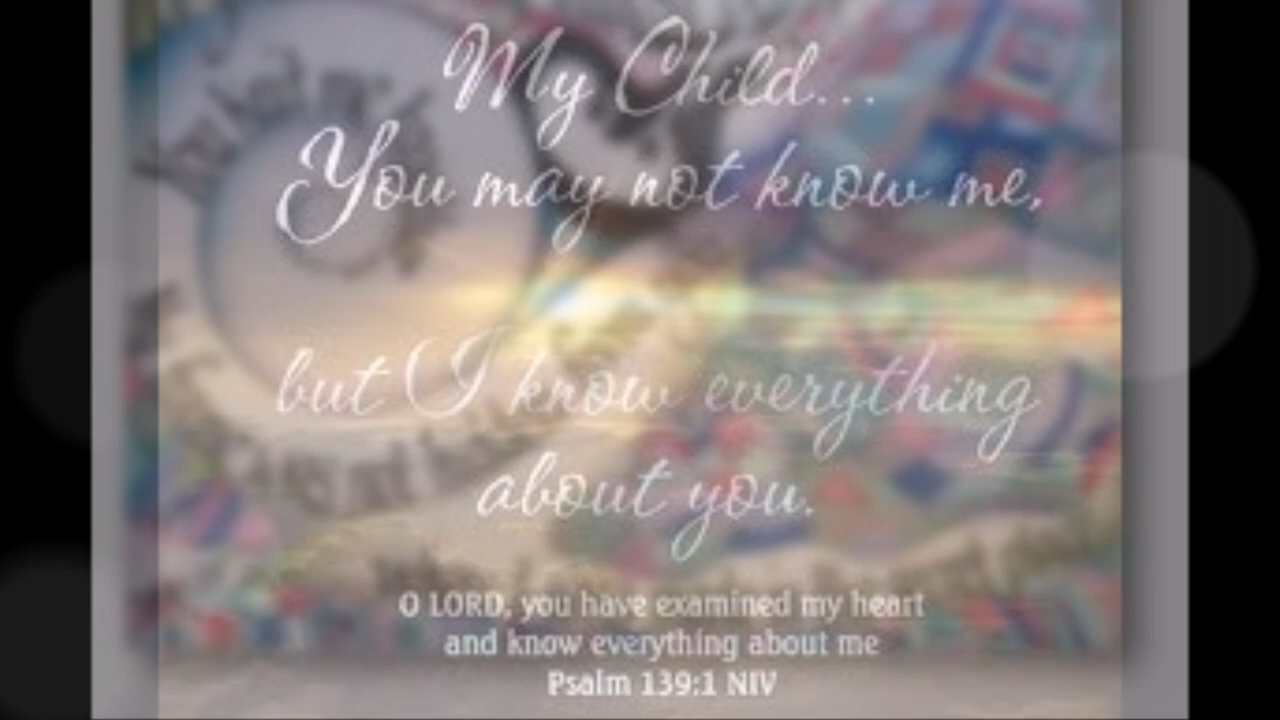 My Child...
You may not know me,
but I know everything
about you.
O LORD, you have examined my heart
and know everything about me
Psalm 139:1 NIV